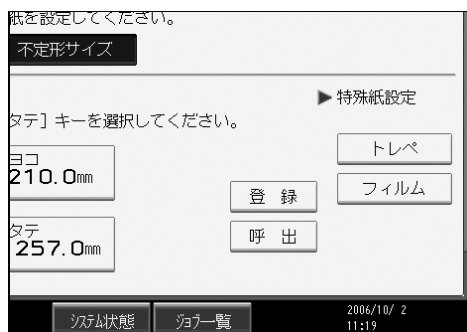 紙を設定してください。
不定形サイズ
▶特殊紙設定
タテ] キーを選択してください。
トレペ
ヨコ
210.0mm
フィルム
登 録
タテ
257.0mm
呼 出
システム状態
ジョブ一覧
2006/10/ 2
11:19